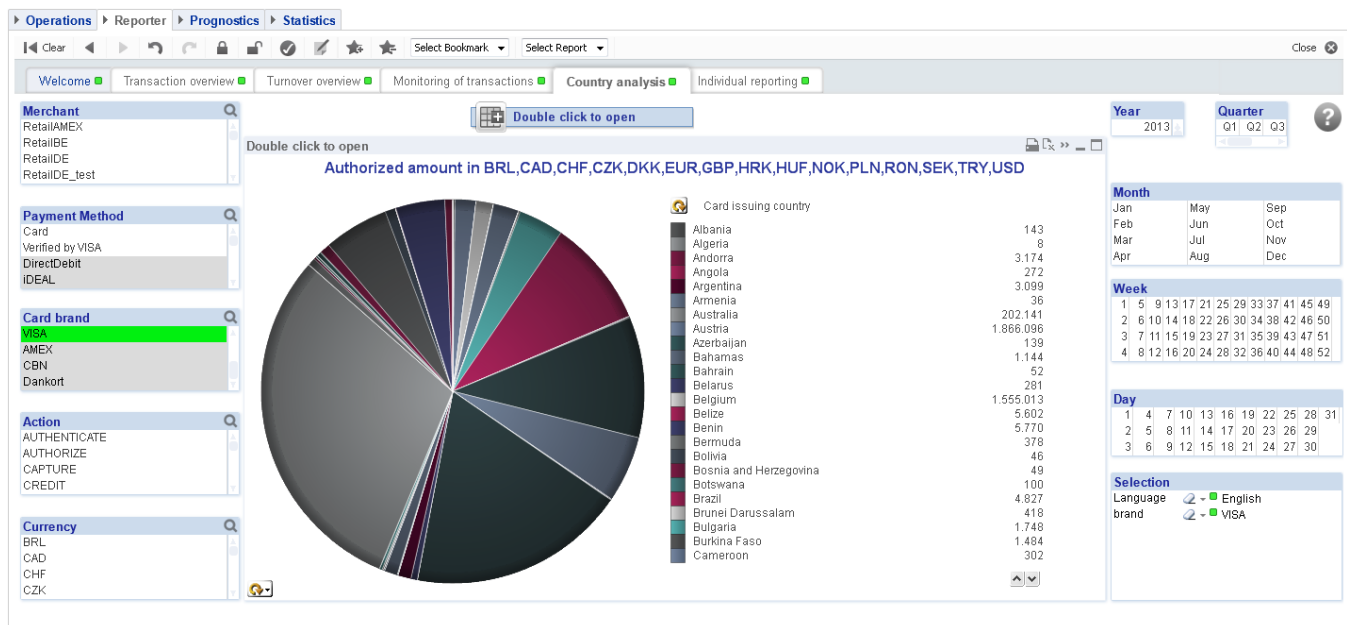 Operations Reporter Prognostics Statistics
Clear Select Bookmark Select Report Close
Welcome Transaction overview Turnover overview Monitoring of transactions Country analysis Individual reporting
Merchant
RetailAMEX
RetailBE
RetailDE
RetailDE_test
Payment Method
Card
Verified by VISA
DirectDebit
iDEAL
Card brand
VISA
AMEX
CBN
Dankort
Action
AUTHENTICATE
AUTHORIZE
CAPTURE
CREDIT
Currency
BRL
CAD
CHF
CZK
Double click to open
Double click to open
Authorized amount in BRL,CAD,CHF,CZK,DKK,EUR,GBP,HRK,HUF,NOK,PLN,RON,SEK,TRY,USD
Card issuing country
Albania 143
Algeria 8
Andorra 3.174
Angola 272
Argentina 3.099
Armenia 36
Australia 202.141
Austria 1.866.096
Azerbaijan 139
Bahamas 1.144
Bahrain 52
Belarus 281
Belgium 1.555.013
Belize 5.602
Benin 5.770
Bermuda 378
Bolivia 46
Bosnia and Herzegovina 49
Botswana 100
Brazil 4.827
Brunei Darussalam 418
Bulgaria 1.748
Burkina Faso 1.484
Cameroon 302
Year
2013
Quarter
Q1 Q2 Q3
?
Month
Jan May Sep
Feb Jun Oct
Mar Jul Nov
Apr Aug Dec
Week
1 5 9 13 17 21 25 29 33 37 41 45 49
2 6 10 14 18 22 26 30 34 38 42 46 50
3 7 11 15 19 23 27 31 35 39 43 47 51
4 8 12 16 20 24 28 32 36 40 44 48 52
Day
1 4 7 10 13 16 19 22 25 28 31
2 5 8 11 14 17 20 23 26 29
3 6 9 12 15 18 21 24 27 30
Selection
Language English
brand VISA